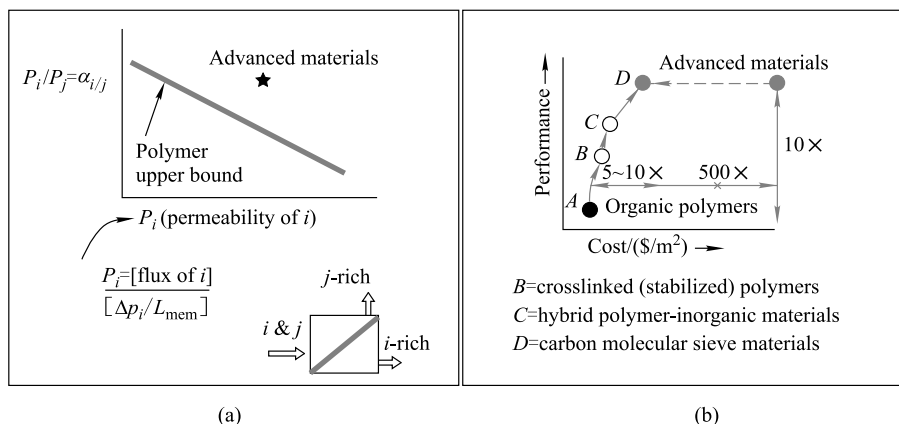 Advanced materials
P_i/P_j=α_{i/j}
Polymer
upper bound
P_i (permeability of i)
P_i=[flux of i]
[Δp_i/L_mem]
j-rich
i & j
i-rich
(a)
Performance
Advanced materials
D
C
B
10×
5~10×
500×
A
Organic polymers
Cost/($/m²)
B=crosslinked (stabilized) polymers
C=hybrid polymer-inorganic materials
D=carbon molecular sieve materials
(b)